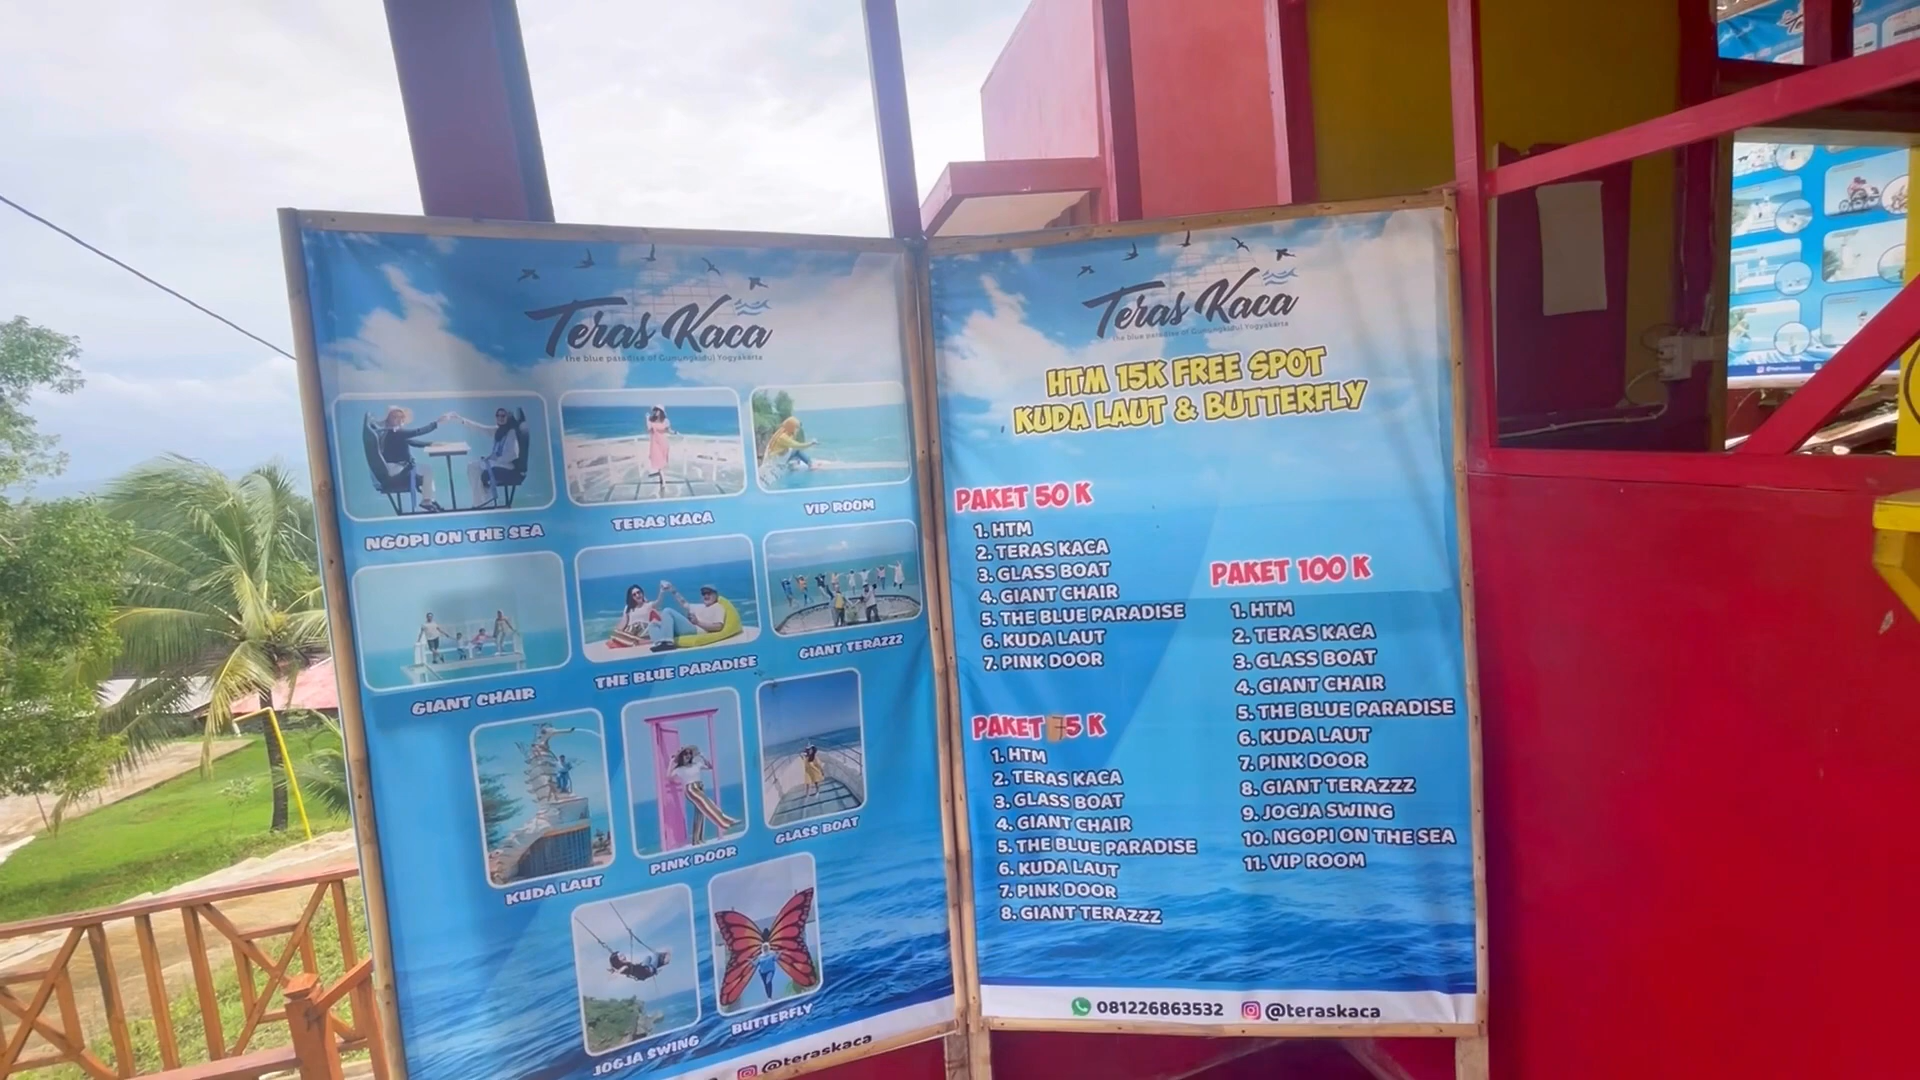 Teras Kaca
The blue paradise of Gunungkidul Yogyakarta
NGOPI ON THE SEA
TERAS KACA
VIP ROOM
GIANT CHAIR
THE BLUE PARADISE
GIANT TERAZZZ
KUDA LAUT
PINK DOOR
GLASS BOAT
JOGJA SWING
BUTTERFLY
@teraskaca
Teras Kaca
The blue paradise of Gunungkidul Yogyakarta
HTM 15K FREE SPOT
KUDA LAUT & BUTTERFLY
PAKET 50 K
1. HTM
2. TERAS KACA
3. GLASS BOAT
4. GIANT CHAIR
5. THE BLUE PARADISE
6. KUDA LAUT
7. PINK DOOR
PAKET 75 K
1. HTM
2. TERAS KACA
3. GLASS BOAT
4. GIANT CHAIR
5. THE BLUE PARADISE
6. KUDA LAUT
7. PINK DOOR
8. GIANT TERAZZZ
PAKET 100 K
1. HTM
2. TERAS KACA
3. GLASS BOAT
4. GIANT CHAIR
5. THE BLUE PARADISE
6. KUDA LAUT
7. PINK DOOR
8. GIANT TERAZZZ
9. JOGJA SWING
10. NGOPI ON THE SEA
11. VIP ROOM
081226863532 @teraskaca